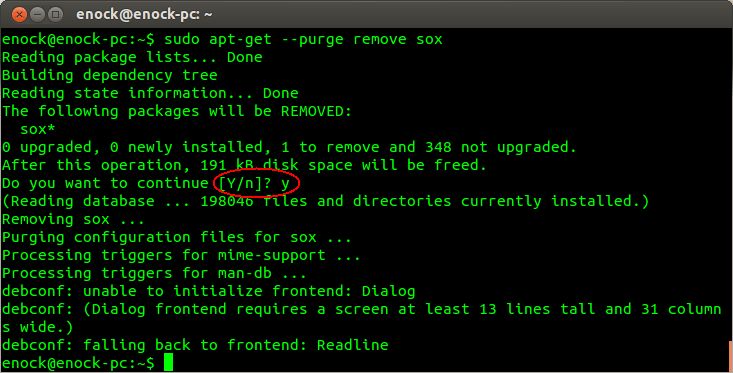 enock@enock-pc: ~
enock@enock-pc:~$ sudo apt-get --purge remove sox
Reading package lists... Done
Building dependency tree
Reading state information... Done
The following packages will be REMOVED:
  sox*
0 upgraded, 0 newly installed, 1 to remove and 348 not upgraded.
After this operation, 191 kB disk space will be freed.
Do you want to continue [Y/n]? y
(Reading database ... 198046 files and directories currently installed.)
Removing sox ...
Purging configuration files for sox ...
Processing triggers for mime-support ...
Processing triggers for man-db ...
debconf: unable to initialize frontend: Dialog
debconf: (Dialog frontend requires a screen at least 13 lines tall and 31 column
s wide.)
debconf: falling back to frontend: Readline
enock@enock-pc:~$